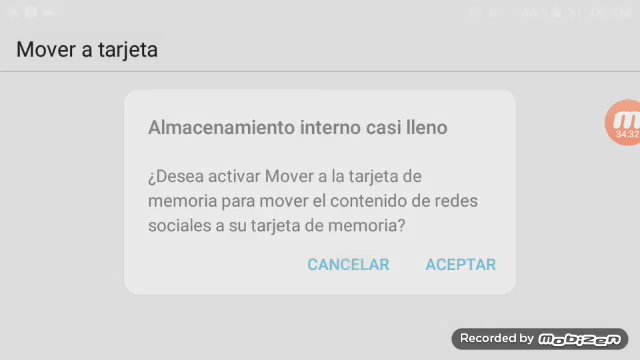 Mover a tarjeta
Almacenamiento interno casi lleno
34:32
¿Desea activar Mover a la tarjeta de
memoria para mover el contenido de redes
sociales a su tarjeta de memoria?
CANCELAR ACEPTAR
Recorded by MOBIZEN